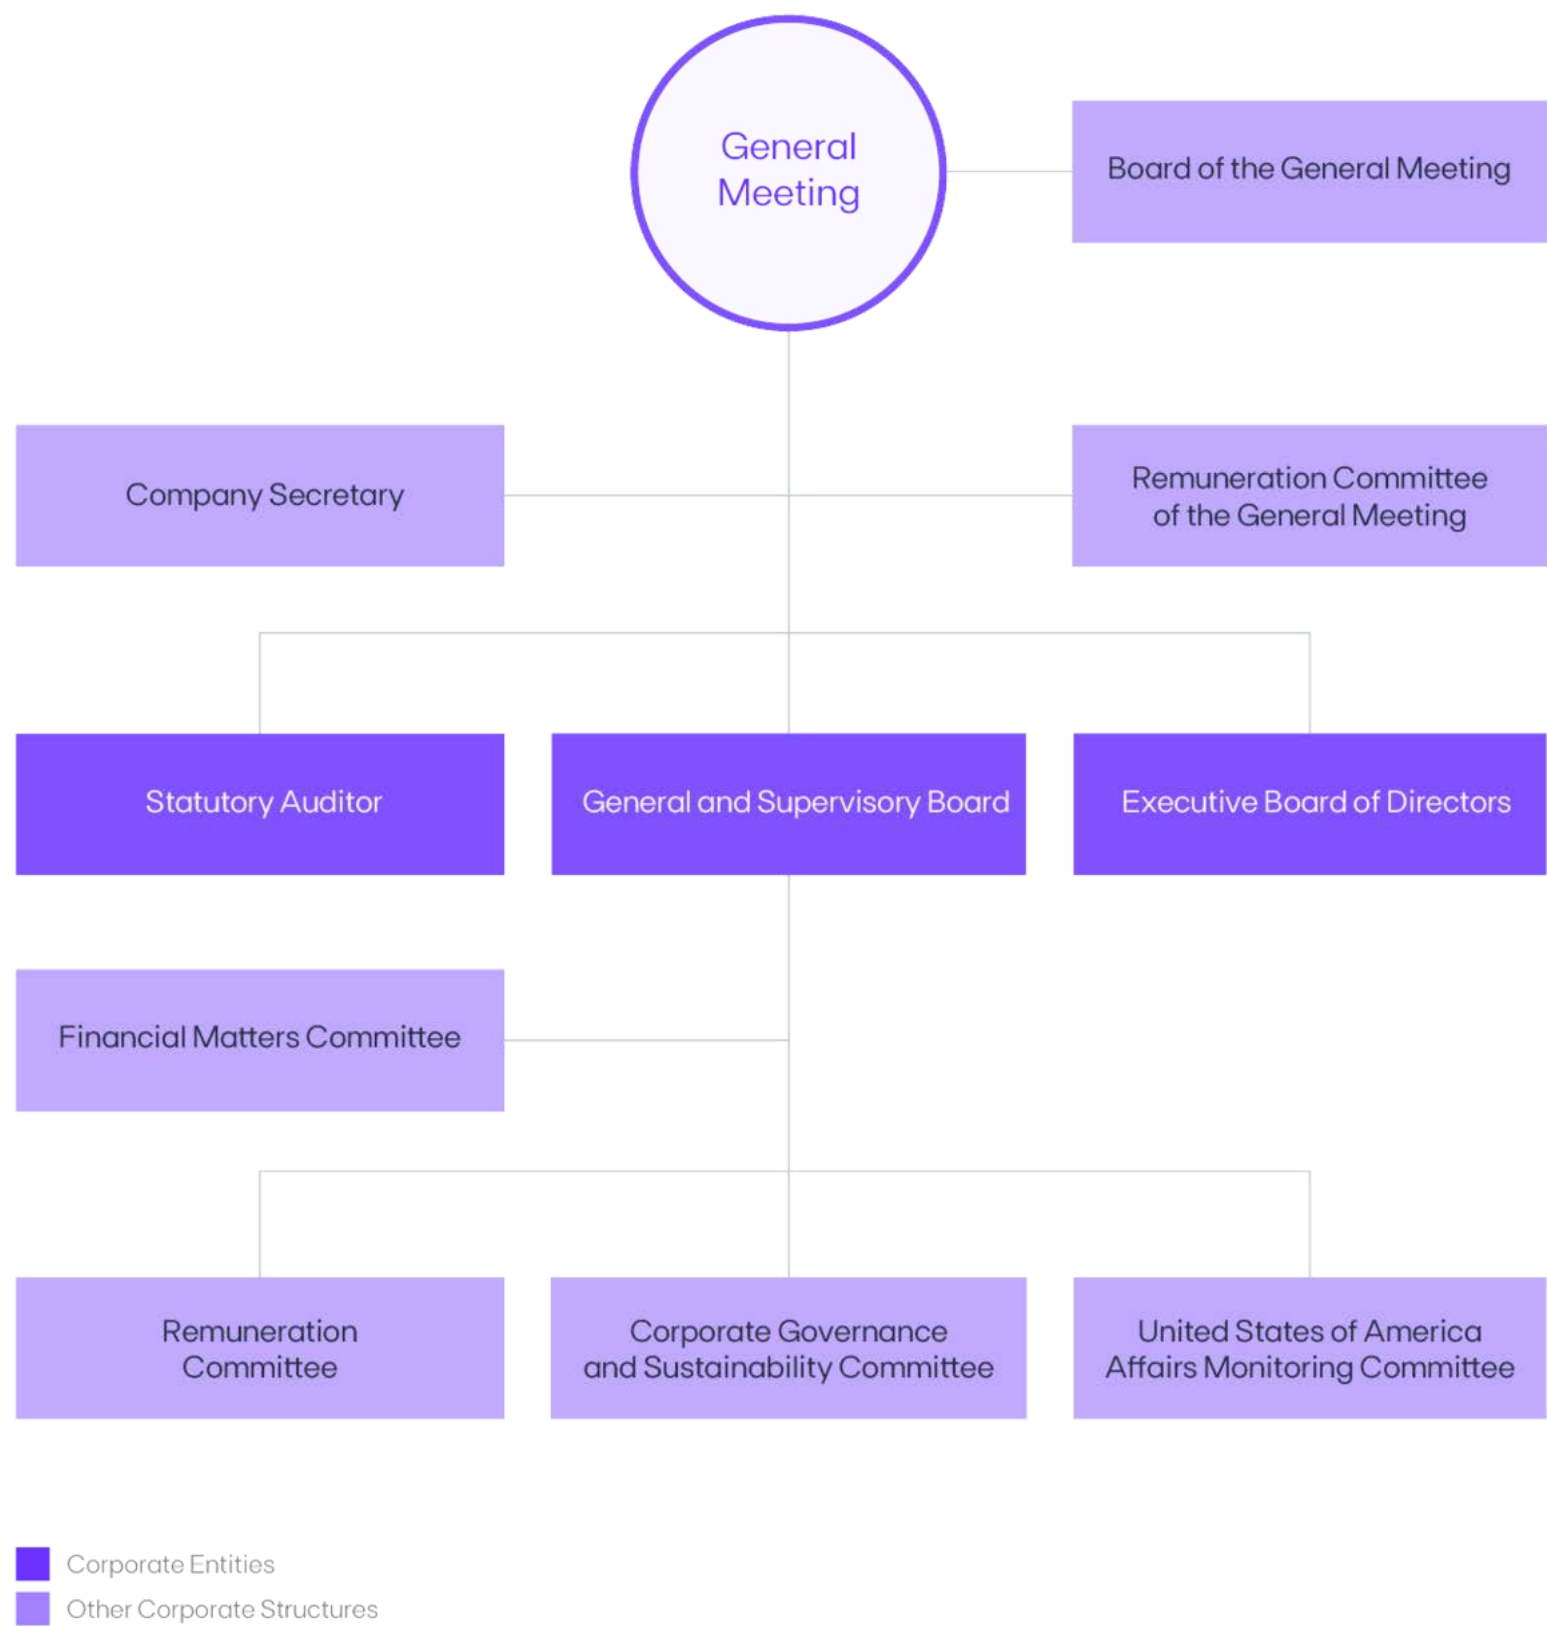 General
Meeting
Board of the General Meeting
Company Secretary
Remuneration Committee
of the General Meeting
Statutory Auditor
General and Supervisory Board
Executive Board of Directors
Financial Matters Committee
Remuneration
Committee
Corporate Governance
and Sustainability Committee
United States of America
Affairs Monitoring Committee
Corporate Entities
Other Corporate Structures